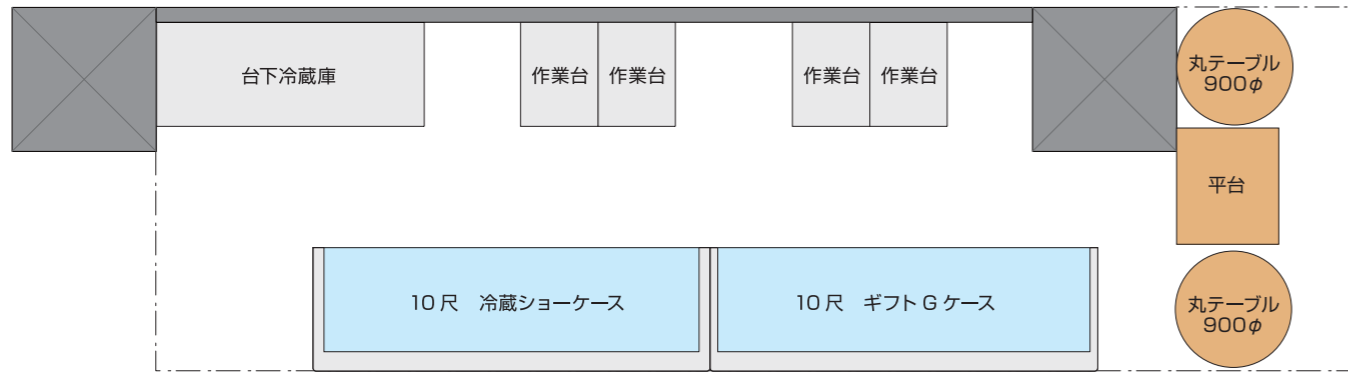 台下冷蔵庫
作業台
作業台
作業台
作業台
丸テーブル
900φ
平台
10尺　冷蔵ショーケース
10尺　ギフトGケース
丸テーブル
900φ